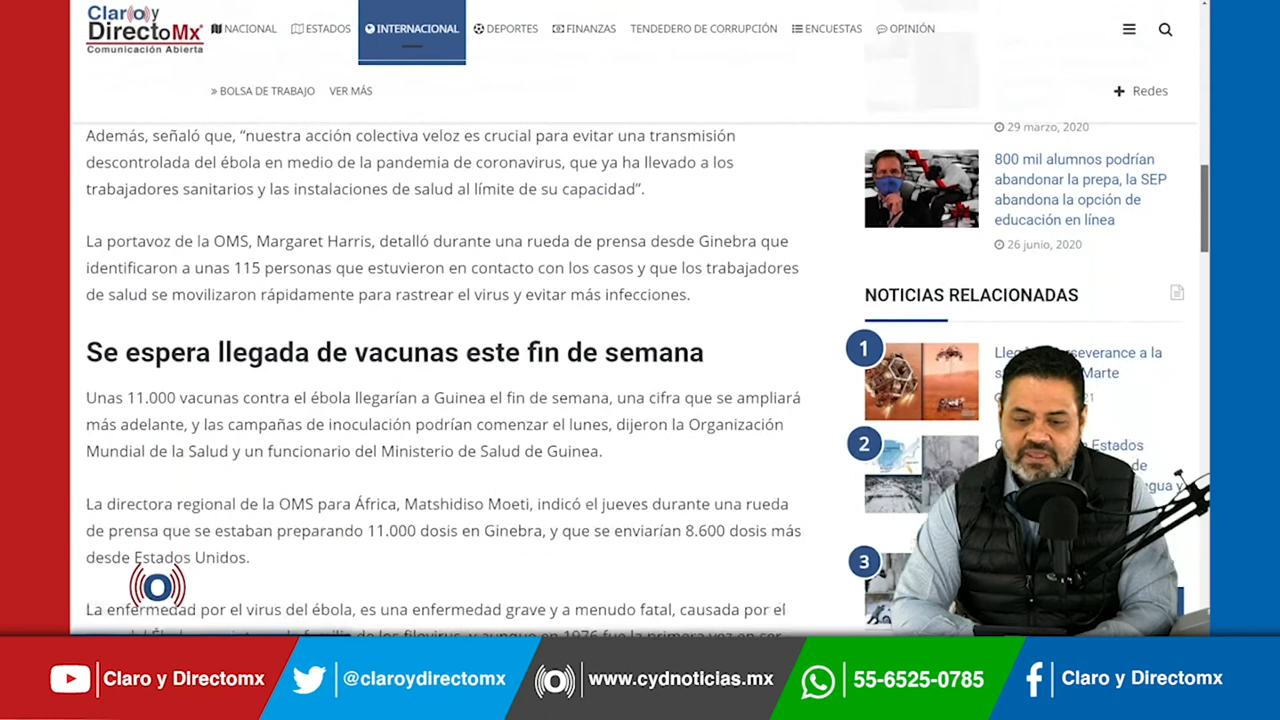 Claro y
DirectoMx
Comunicación Abierta
NACIONAL
ESTADOS
INTERNACIONAL
DEPORTES
FINANZAS
TENDEDERO DE CORRUPCIÓN
ENCUESTAS
OPINIÓN
» BOLSA DE TRABAJO
VER MÁS
+ Redes
Además, señaló que, “nuestra acción colectiva veloz es crucial para evitar una transmisión
descontrolada del ébola en medio de la pandemia de coronavirus, que ya ha llevado a los
trabajadores sanitarios y las instalaciones de salud al límite de su capacidad”.
La portavoz de la OMS, Margaret Harris, detalló durante una rueda de prensa desde Ginebra que
identificaron a unas 115 personas que estuvieron en contacto con los casos y que los trabajadores
de salud se movilizaron rápidamente para rastrear el virus y evitar más infecciones.
Se espera llegada de vacunas este fin de semana
Unas 11.000 vacunas contra el ébola llegarían a Guinea el fin de semana, una cifra que se ampliará
más adelante, y las campañas de inoculación podrían comenzar el lunes, dijeron la Organización
Mundial de la Salud y un funcionario del Ministerio de Salud de Guinea.
La directora regional de la OMS para África, Matshidiso Moeti, indicó el jueves durante una rueda
de prensa que se estaban preparando 11.000 dosis en Ginebra, y que se enviarían 8.600 dosis más
desde Estados Unidos.
La enfermedad por el virus del ébola, es una enfermedad grave y a menudo fatal, causada por el
29 marzo, 2020
800 mil alumnos podrían
abandonar la prepa, la SEP
abandona la opción de
educación en línea
26 junio, 2020
NOTICIAS RELACIONADAS
1
a la
Marte
2
Estados
de
3
Claro y Directomx
@claroydirectomx
www.cydnoticias.mx
55-6525-0785
Claro y Directomx